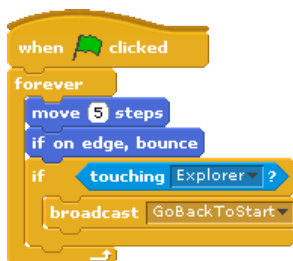 when clicked
forever
move 5 steps
if on edge, bounce
if touching Explorer ?
broadcast GoBackToStart